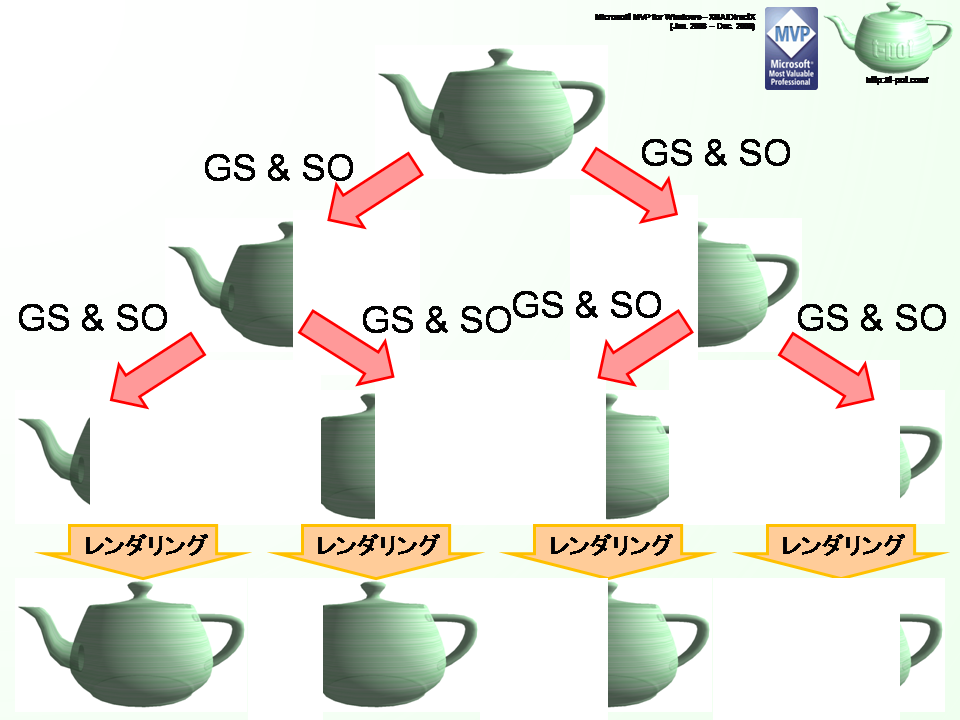 Microsoft MVP for Windows – XNA/DirectX
(Jan. 2006 – Dec. 2009)
MVP
Microsoft®
Most Valuable
Professional
t-pot
http://t-pot.com/
GS & SO
GS & SO
GS & SO
GS & SO
GS & SO
GS & SO
レンダリング
レンダリング
レンダリング
レンダリング